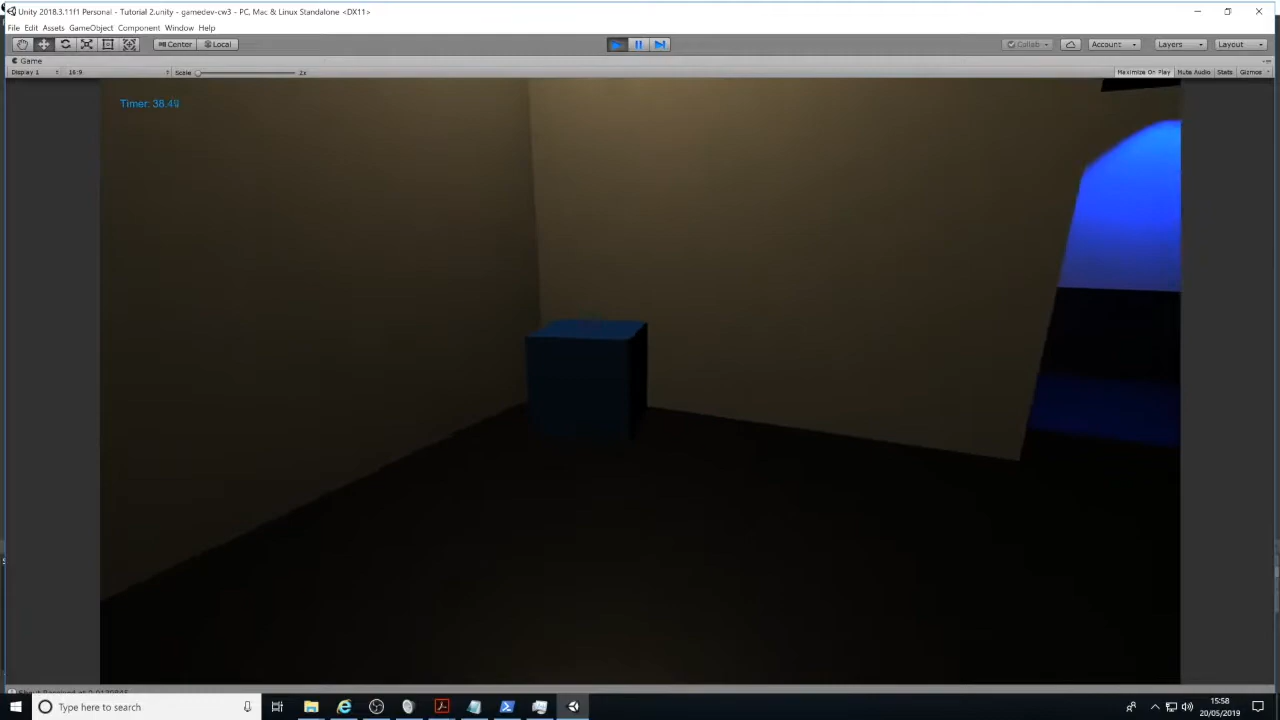 Unity 2018.3.11f1 Personal - Tutorial 2.unity - gamedev-cw3 - PC, Mac & Linux Standalone <DX11>
File Edit Assets GameObject Component Window Help
Center Local Collab Account Layers Layout
Game
Display 1 16:9 Scale 2x Maximize On Play Mute Audio Stats Gizmos
Timer: 38.49
Type here to search
15:58
20/05/2019